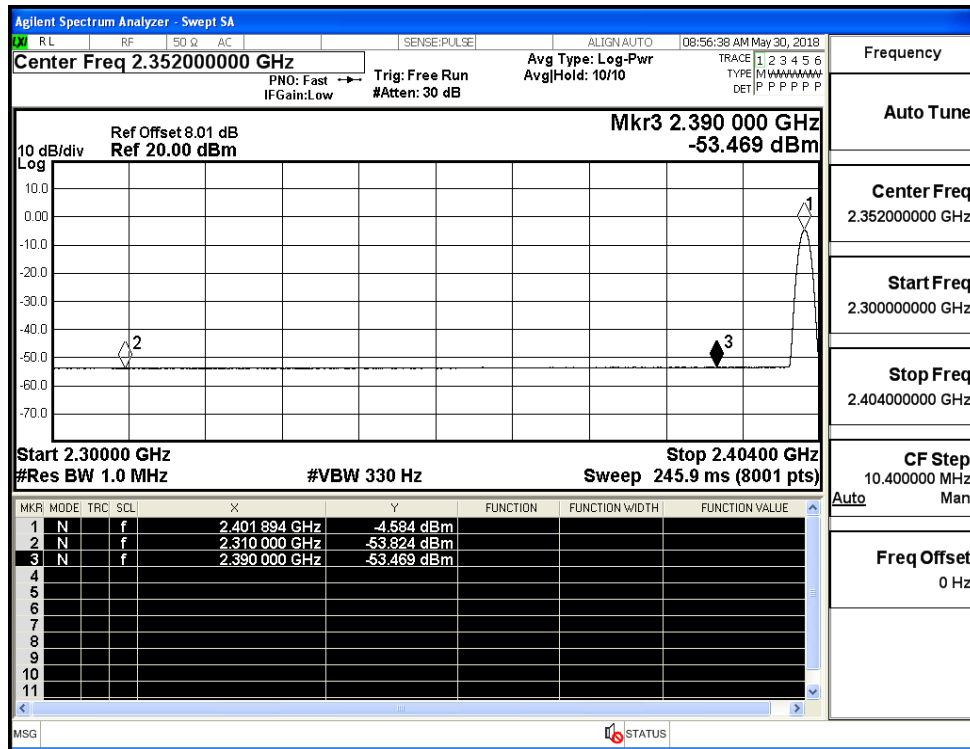 Agilent Spectrum Analyzer - Swept SA
LXI RL RF 50 Ω AC SENSE:PULSE ALIGN AUTO 08:56:38 AM May 30, 2018
Center Freq 2.352000000 GHz
PNO: Fast
IFGain:Low
Trig: Free Run
#Atten: 30 dB
Avg Type: Log-Pwr
Avg|Hold: 10/10
TRACE 1 2 3 4 5 6
TYPE M WWWWW
DET P P P P P P
Ref Offset 8.01 dB
Ref 20.00 dBm
10 dB/div
Log
Mkr3 2.390 000 GHz
-53.469 dBm
10.0
0.00
-10.0
-20.0
-30.0
-40.0
-50.0
-60.0
-70.0
1
2
3
Start 2.30000 GHz Stop 2.40400 GHz
#Res BW 1.0 MHz #VBW 330 Hz Sweep 245.9 ms (8001 pts)
MKR MODE TRC SCL X Y FUNCTION FUNCTION WIDTH FUNCTION VALUE
1 N f 2.401 894 GHz -4.584 dBm
2 N f 2.310 000 GHz -53.824 dBm
3 N f 2.390 000 GHz -53.469 dBm
4
5
6
7
8
9
10
11
MSG STATUS
Frequency
Auto Tune
Center Freq
2.352000000 GHz
Start Freq
2.300000000 GHz
Stop Freq
2.404000000 GHz
CF Step
10.400000 MHz
Auto Man
Freq Offset
0 Hz